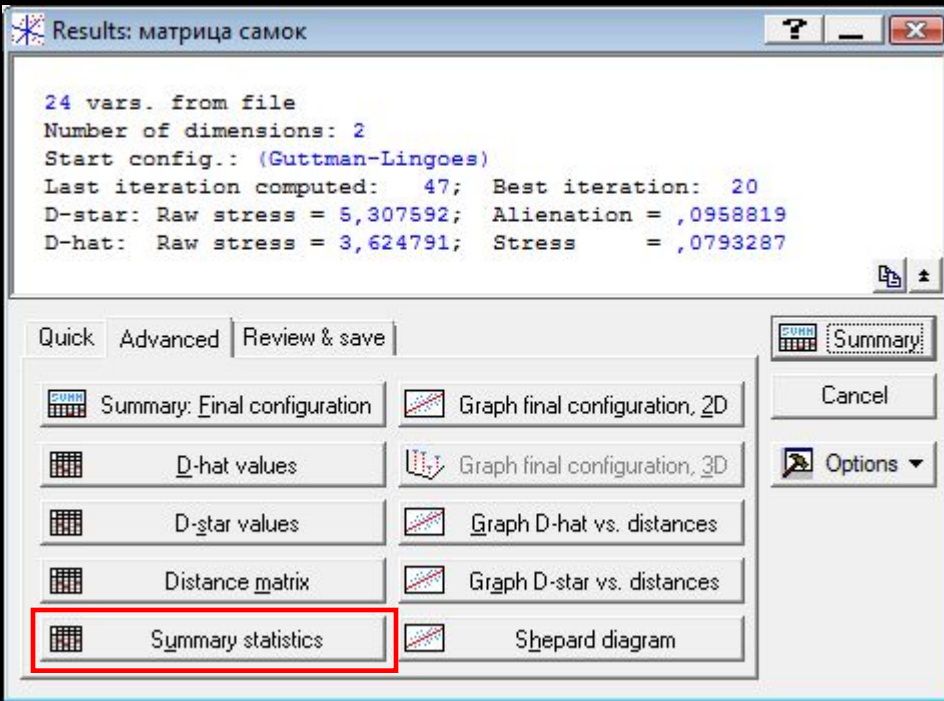 Results: матрица самок
24 vars. from file
Number of dimensions: 2
Start config.: (Guttman-Lingoes)
Last iteration computed: 47; Best iteration: 20
D-star: Raw stress = 5,307592; Alienation = ,0958819
D-hat: Raw stress = 3,624791; Stress = ,0793287
Quick Advanced Review & save
Summary
Cancel
Options
Summary: Final configuration
Graph final configuration, 2D
D-hat values
Graph final configuration, 3D
D-star values
Graph D-hat vs. distances
Distance matrix
Graph D-star vs. distances
Summary statistics
Shepard diagram